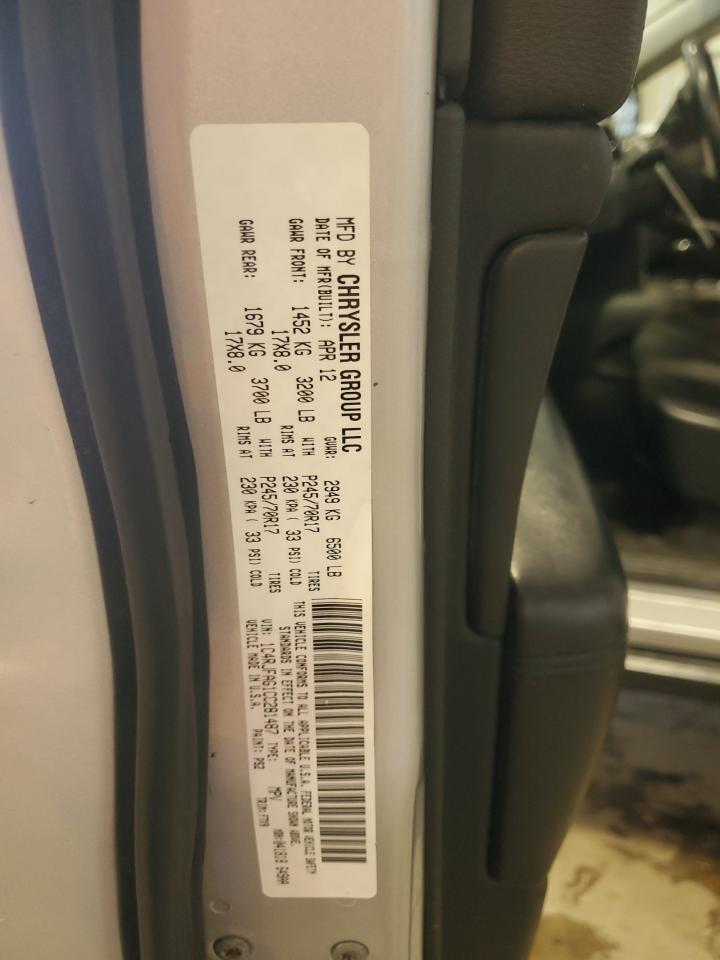 MFD BY CHRYSLER GROUP LLC
DATE OF MFR(BUILT): APR 12 GVWR: 2949 KG 6500 LB
GAWR FRONT: 1452 KG 3200 LB WITH P245/70R17 TIRES
17X8.0 RIMS AT 230 KPA ( 33 PSI) COLD
GAWR REAR: 1679 KG 3700 LB WITH P245/70R17 TIRES
17X8.0 RIMS AT 230 KPA ( 33 PSI) COLD
THIS VEHICLE CONFORMS TO ALL APPLICABLE U.S.A. FEDERAL MOTOR VEHICLE SAFETY
STANDARDS IN EFFECT ON THE DATE OF MANUFACTURE SHOWN ABOVE.
MDH:041818 649AA
VIN: 1C4RJFAG1CC281487 TYPE: MPV
VEHICLE MADE IN U.S.A. PAINT: PS2 TRIM: